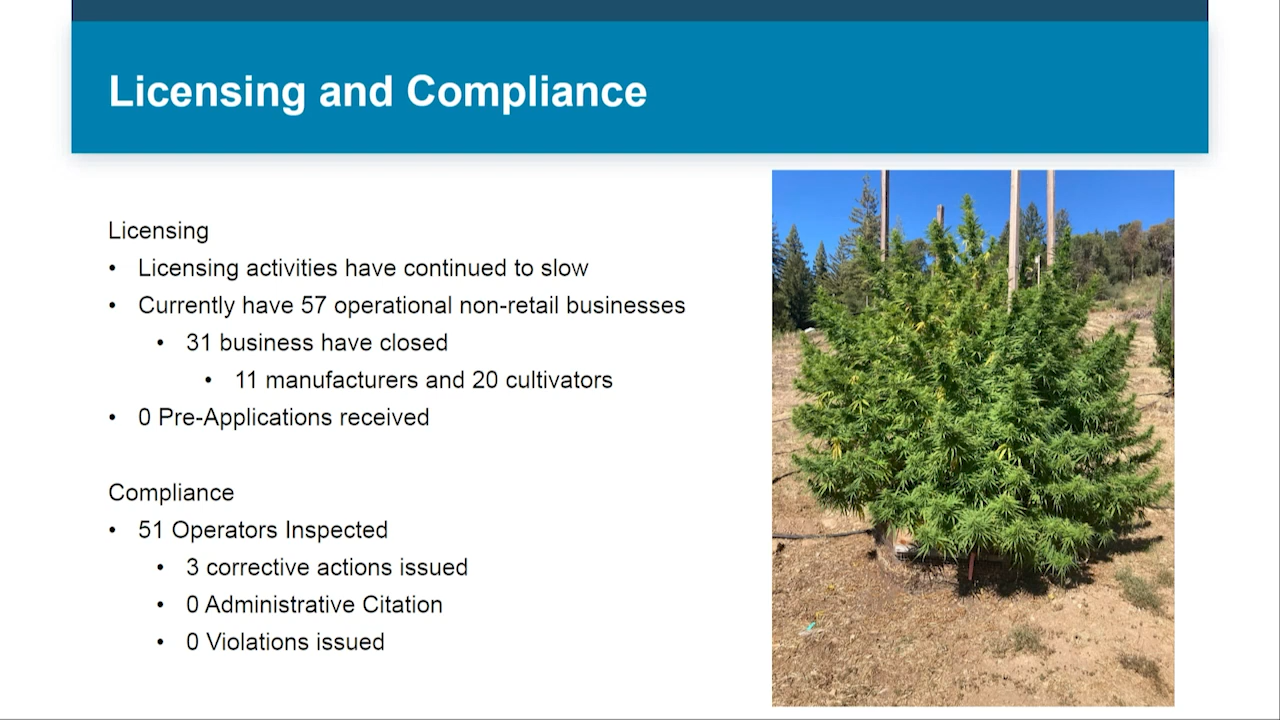 Licensing and Compliance
Licensing
• Licensing activities have continued to slow
• Currently have 57 operational non-retail businesses
• 31 business have closed
• 11 manufacturers and 20 cultivators
• 0 Pre-Applications received
Compliance
• 51 Operators Inspected
• 3 corrective actions issued
• 0 Administrative Citation
• 0 Violations issued